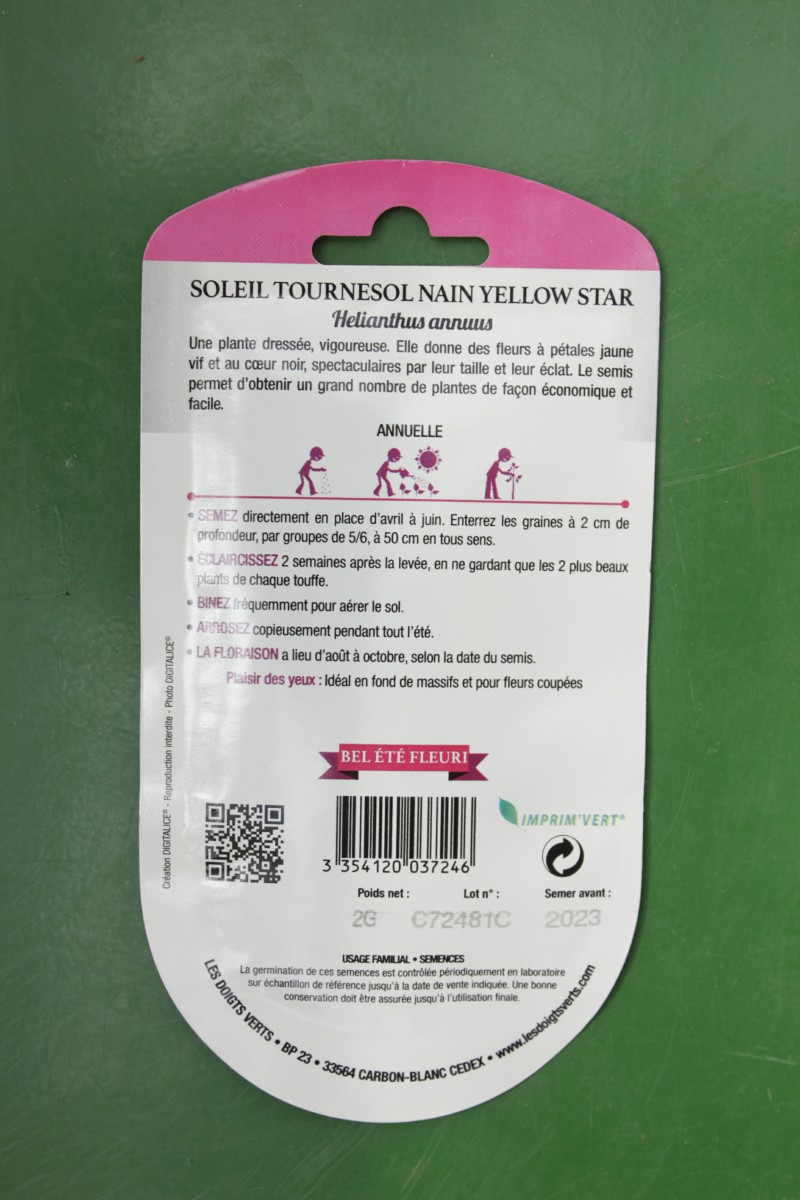 SOLEIL TOURNESOL NAIN YELLOW STAR
Helianthus annuus
Une plante dressée, vigoureuse. Elle donne des fleurs à pétales jaune
vif et au cœur noir, spectaculaires par leur taille et leur éclat. Le semis
permet d'obtenir un grand nombre de plantes de façon économique et
facile.
ANNUELLE
• SEMEZ directement en place d'avril à juin. Enterrez les graines à 2 cm de
profondeur, par groupes de 5/6, à 50 cm en tous sens.
• ÉCLAIRCISSEZ 2 semaines après la levée, en ne gardant que les 2 plus beaux
plants de chaque touffe.
• BINEZ fréquemment pour aérer le sol.
• ARROSEZ copieusement pendant tout l'été.
• LA FLORAISON a lieu d'août à octobre, selon la date du semis.
Plaisir des yeux : Idéal en fond de massifs et pour fleurs coupées
Création DIGITALICE® - Reproduction interdite - Photo DIGITALICE®
BEL ÉTÉ FLEURI
IMPRIM'VERT®
3 354120 037246
Poids net : Lot n° : Semer avant :
2G C72481C 2023
USAGE FAMILIAL • SEMENCES
La germination de ces semences est contrôlée périodiquement en laboratoire
sur échantillon de référence jusqu'à la date de vente indiquée. Une bonne
conservation doit être assurée jusqu'à l'utilisation finale.
LES DOIGTS VERTS • BP 23 • 33564 CARBON-BLANC CEDEX • www.lesdoigtsverts.com